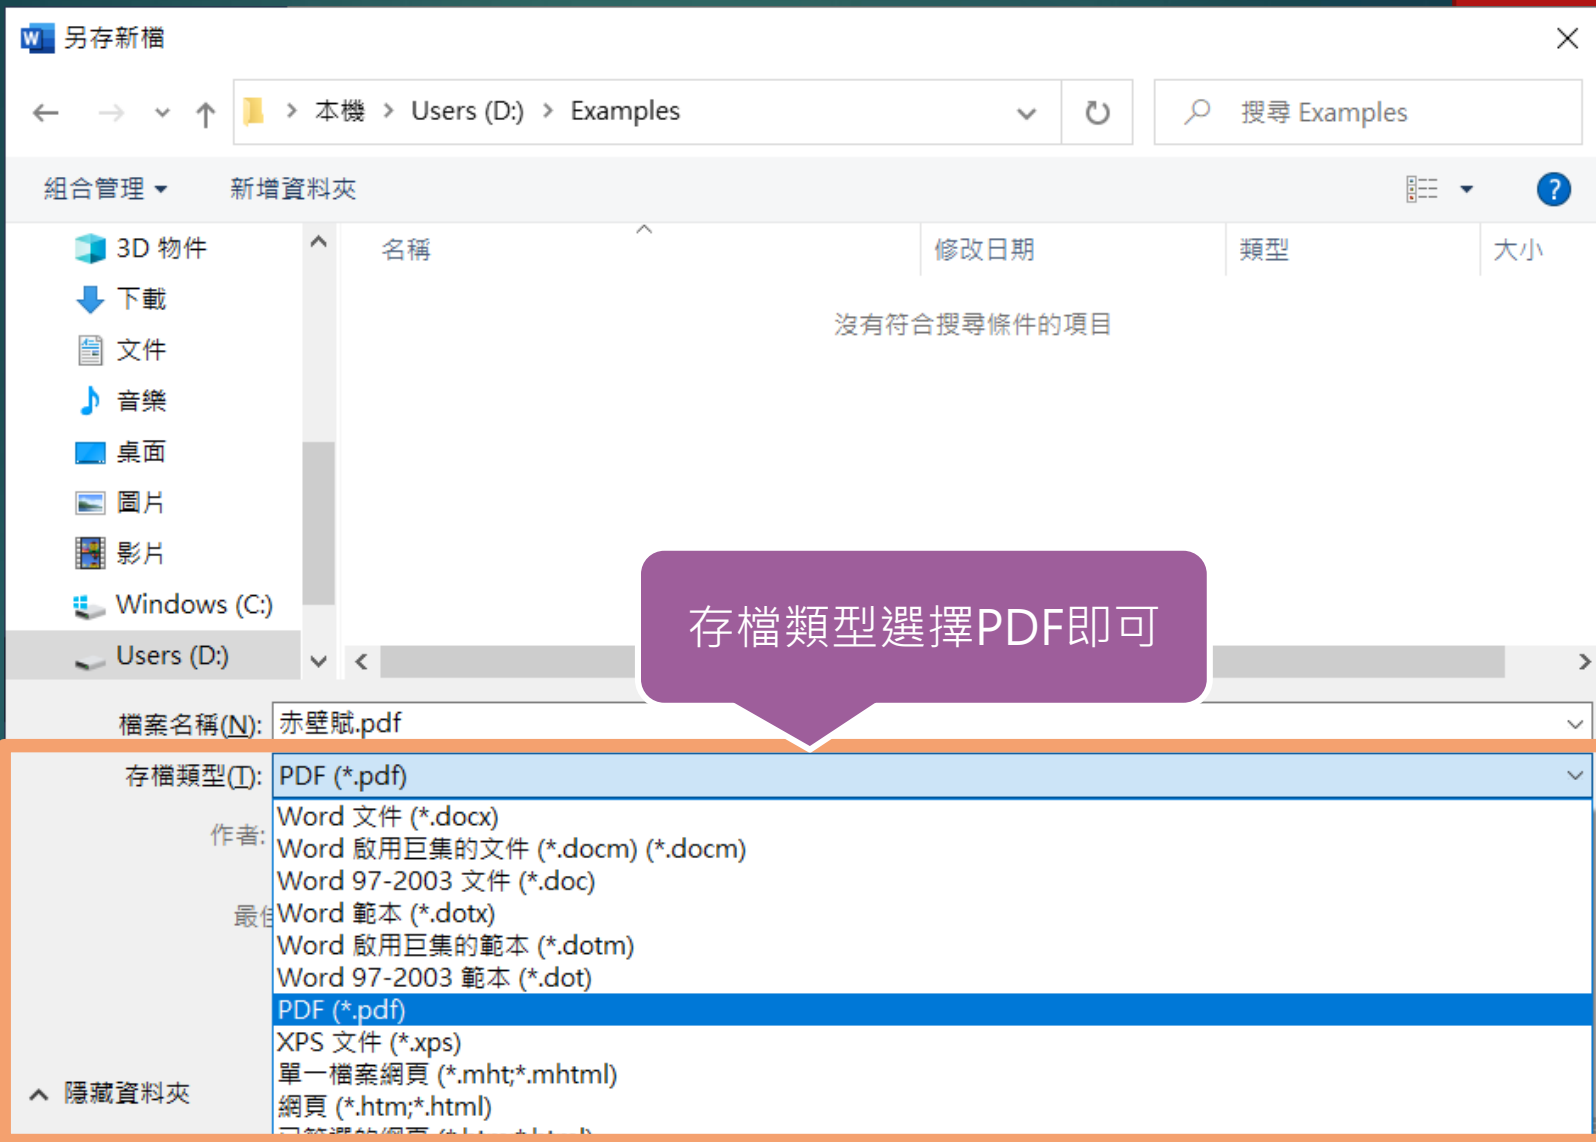 另存新檔
本機 > Users (D:) > Examples
搜尋 Examples
組合管理
新增資料夾
名稱
修改日期
類型
大小
沒有符合搜尋條件的項目
3D 物件
下載
文件
音樂
桌面
圖片
影片
Windows (C:)
Users (D:)
存檔類型選擇PDF即可
檔案名稱(N): 赤壁賦.pdf
存檔類型(T): PDF (*.pdf)
作者:
Word 文件 (*.docx)
Word 啟用巨集的文件 (*.docm) (*.docm)
Word 97-2003 文件 (*.doc)
Word 範本 (*.dotx)
Word 啟用巨集的範本 (*.dotm)
Word 97-2003 範本 (*.dot)
PDF (*.pdf)
XPS 文件 (*.xps)
單一檔案網頁 (*.mht;*.mhtml)
網頁 (*.htm;*.html)
隱藏資料夾